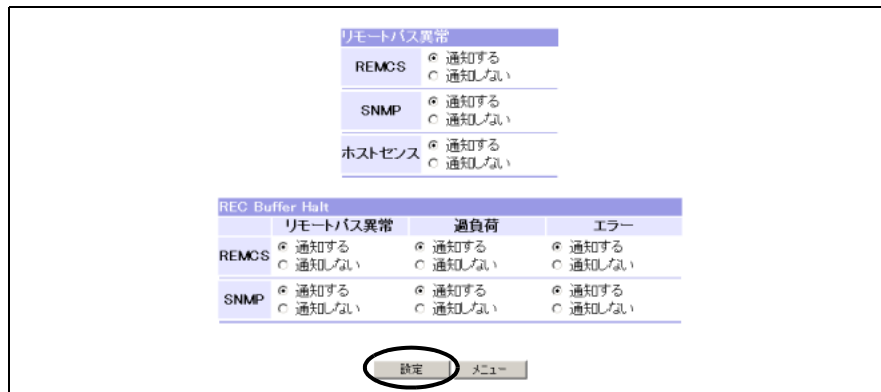 リモートパス異常
REMCS 通知する
通知しない
SNMP 通知する
通知しない
ホストセンス 通知する
通知しない
REC Buffer Halt
リモートパス異常 過負荷 エラー
REMCS 通知する 通知する 通知する
通知しない 通知しない 通知しない
SNMP 通知する 通知する 通知する
通知しない 通知しない 通知しない
設定 メニュー